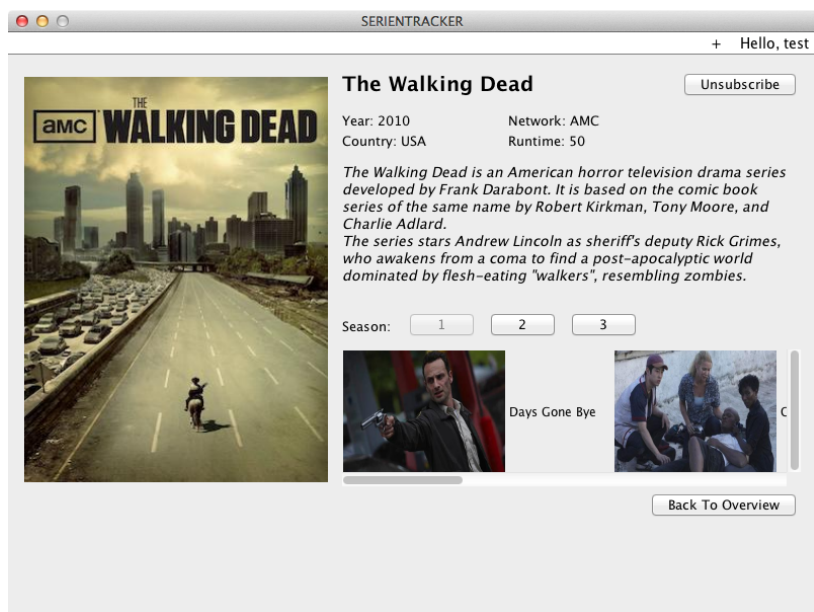 SERIENTRACKER
+ Hello, test
aMC THE WALKING DEAD
The Walking Dead
Unsubscribe
Year: 2010
Network: AMC
Country: USA
Runtime: 50
The Walking Dead is an American horror television drama series
developed by Frank Darabont. It is based on the comic book
series of the same name by Robert Kirkman, Tony Moore, and
Charlie Adlard.
The series stars Andrew Lincoln as sheriff's deputy Rick Grimes,
who awakens from a coma to find a post-apocalyptic world
dominated by flesh-eating "walkers", resembling zombies.
Season: 1 2 3
Days Gone Bye
Back To Overview